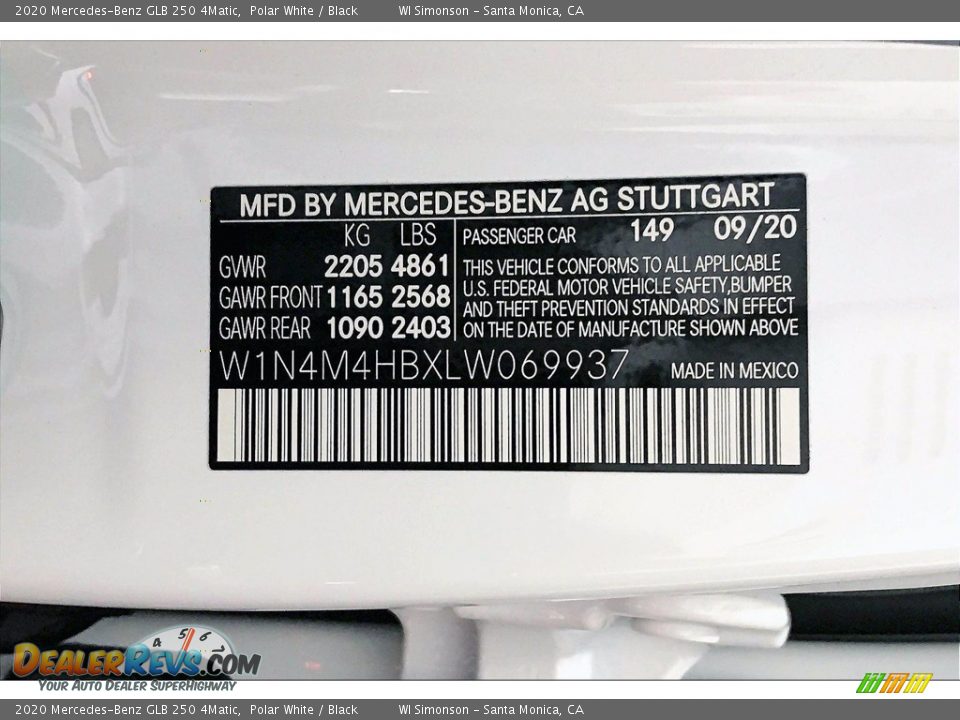 2020 Mercedes-Benz GLB 250 4Matic, Polar White / Black WI Simonson - Santa Monica, CA
MFD BY MERCEDES-BENZ AG STUTTGART
KG LBS
GVWR 2205 4861
GAWR FRONT 1165 2568
GAWR REAR 1090 2403
PASSENGER CAR 149 09/20
THIS VEHICLE CONFORMS TO ALL APPLICABLE
U.S. FEDERAL MOTOR VEHICLE SAFETY,BUMPER
AND THEFT PREVENTION STANDARDS IN EFFECT
ON THE DATE OF MANUFACTURE SHOWN ABOVE
W1N4M4HBXLW069937 MADE IN MEXICO
4 5 6 7
DEALERREVS.COM
YOUR AUTO DEALER SUPERHIGHWAY
2020 Mercedes-Benz GLB 250 4Matic, Polar White / Black WI Simonson - Santa Monica, CA